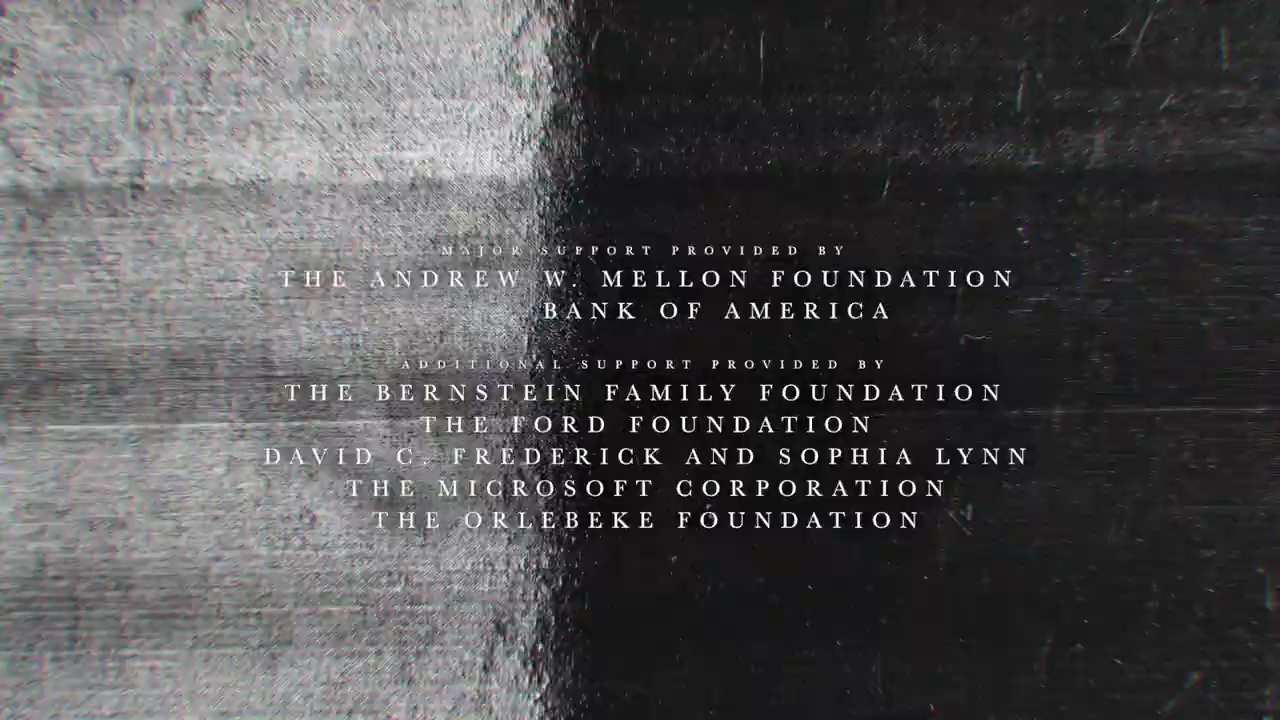 MAJOR SUPPORT PROVIDED BY
THE ANDREW W. MELLON FOUNDATION
BANK OF AMERICA
ADDITIONAL SUPPORT PROVIDED BY
THE BERNSTEIN FAMILY FOUNDATION
THE FORD FOUNDATION
DAVID C. FREDERICK AND SOPHIA LYNN
THE MICROSOFT CORPORATION
THE ORLEBEKE FOUNDATION